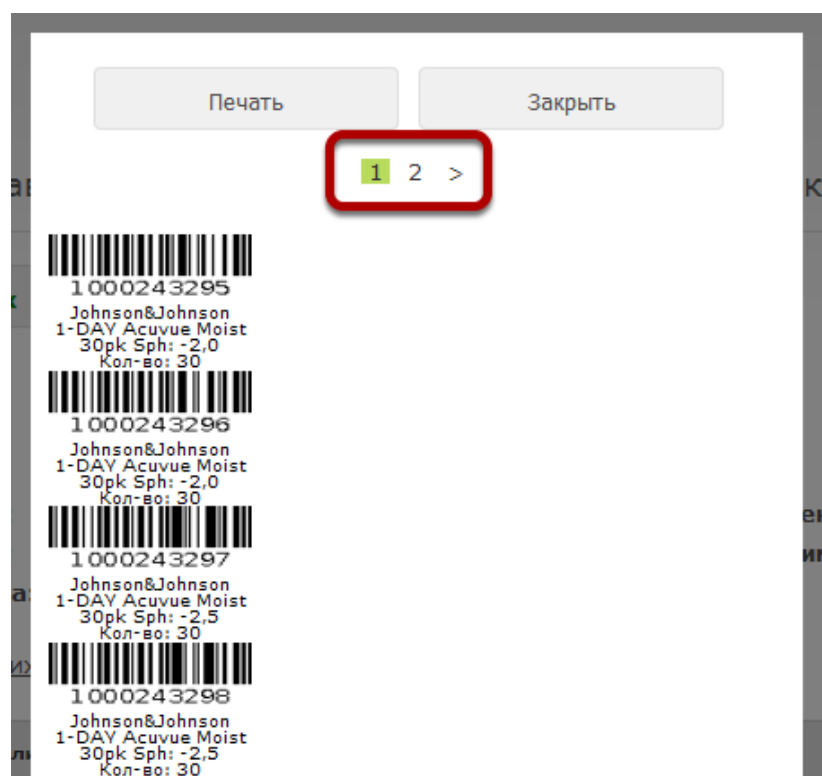 Печать Закрыть
1 2 >
1000243295
Johnson&Johnson
1-DAY Acuvue Moist
30pk Sph: -2,0
Кол-во: 30
1000243296
Johnson&Johnson
1-DAY Acuvue Moist
30pk Sph: -2,0
Кол-во: 30
1000243297
Johnson&Johnson
1-DAY Acuvue Moist
30pk Sph: -2,5
Кол-во: 30
1000243298
Johnson&Johnson
1-DAY Acuvue Moist
30pk Sph: -2,5
Кол-во: 30